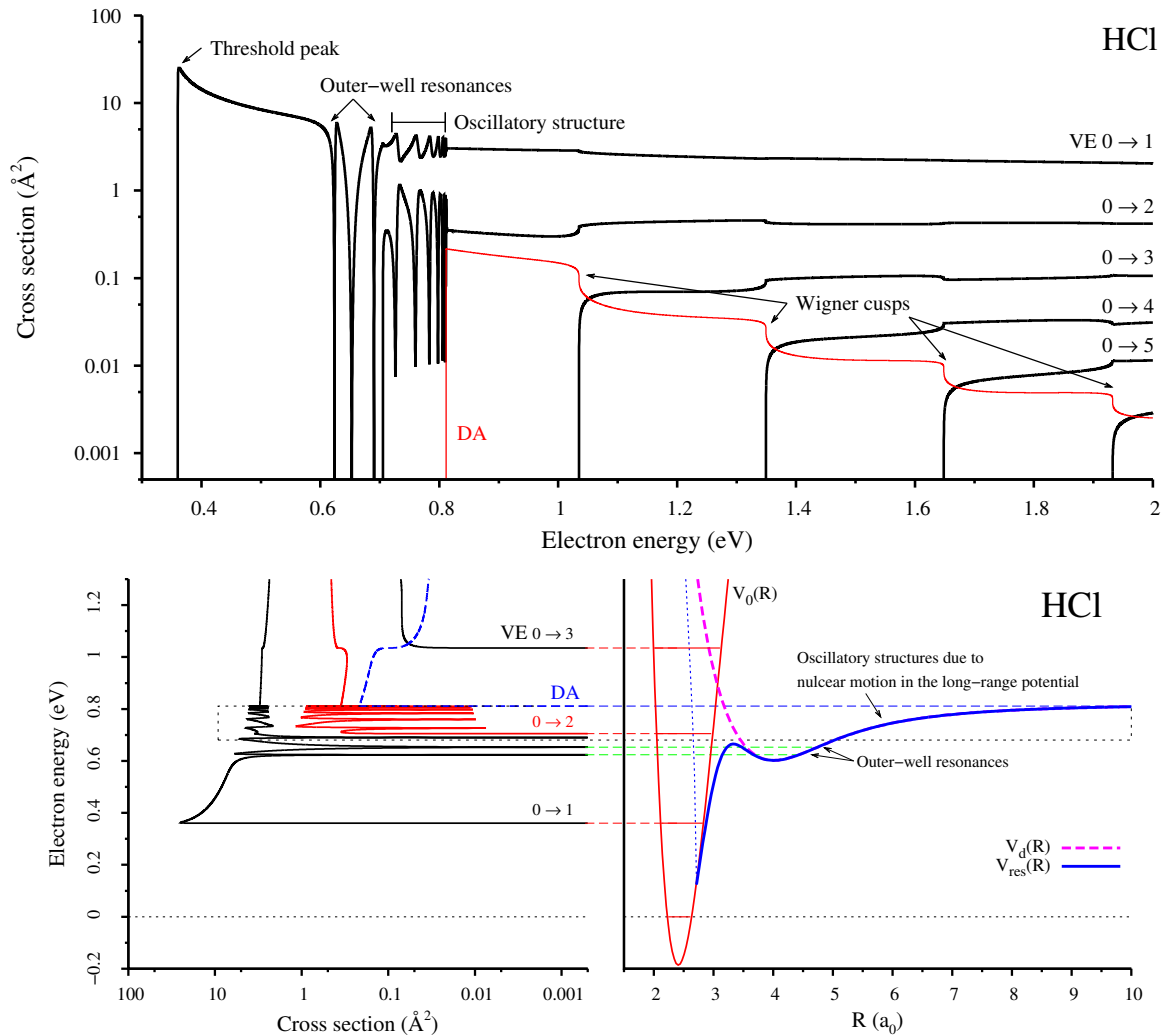 HCl
Threshold peak
Outer−well resonances
Oscillatory structure
VE 0→1
0→2
0→3
Wigner cusps
0→4
0→5
DA
100
10
1
0.1
0.01
0.001
Cross section (Å²)
0.4 0.6 0.8 1 1.2 1.4 1.6 1.8 2
Electron energy (eV)
VE 0→3
DA
0→2
0→1
1.2
1
0.8
0.6
0.4
0.2
0
−0.2
Electron energy (eV)
100 10 1 0.1 0.01 0.001
Cross section (Å²)
V₀(R)
HCl
Oscillatory structures due to
nulcear motion in the long−range potential
Outer−well resonances
V_d(R)
V_res(R)
2 3 4 5 6 7 8 9 10
R (a₀)